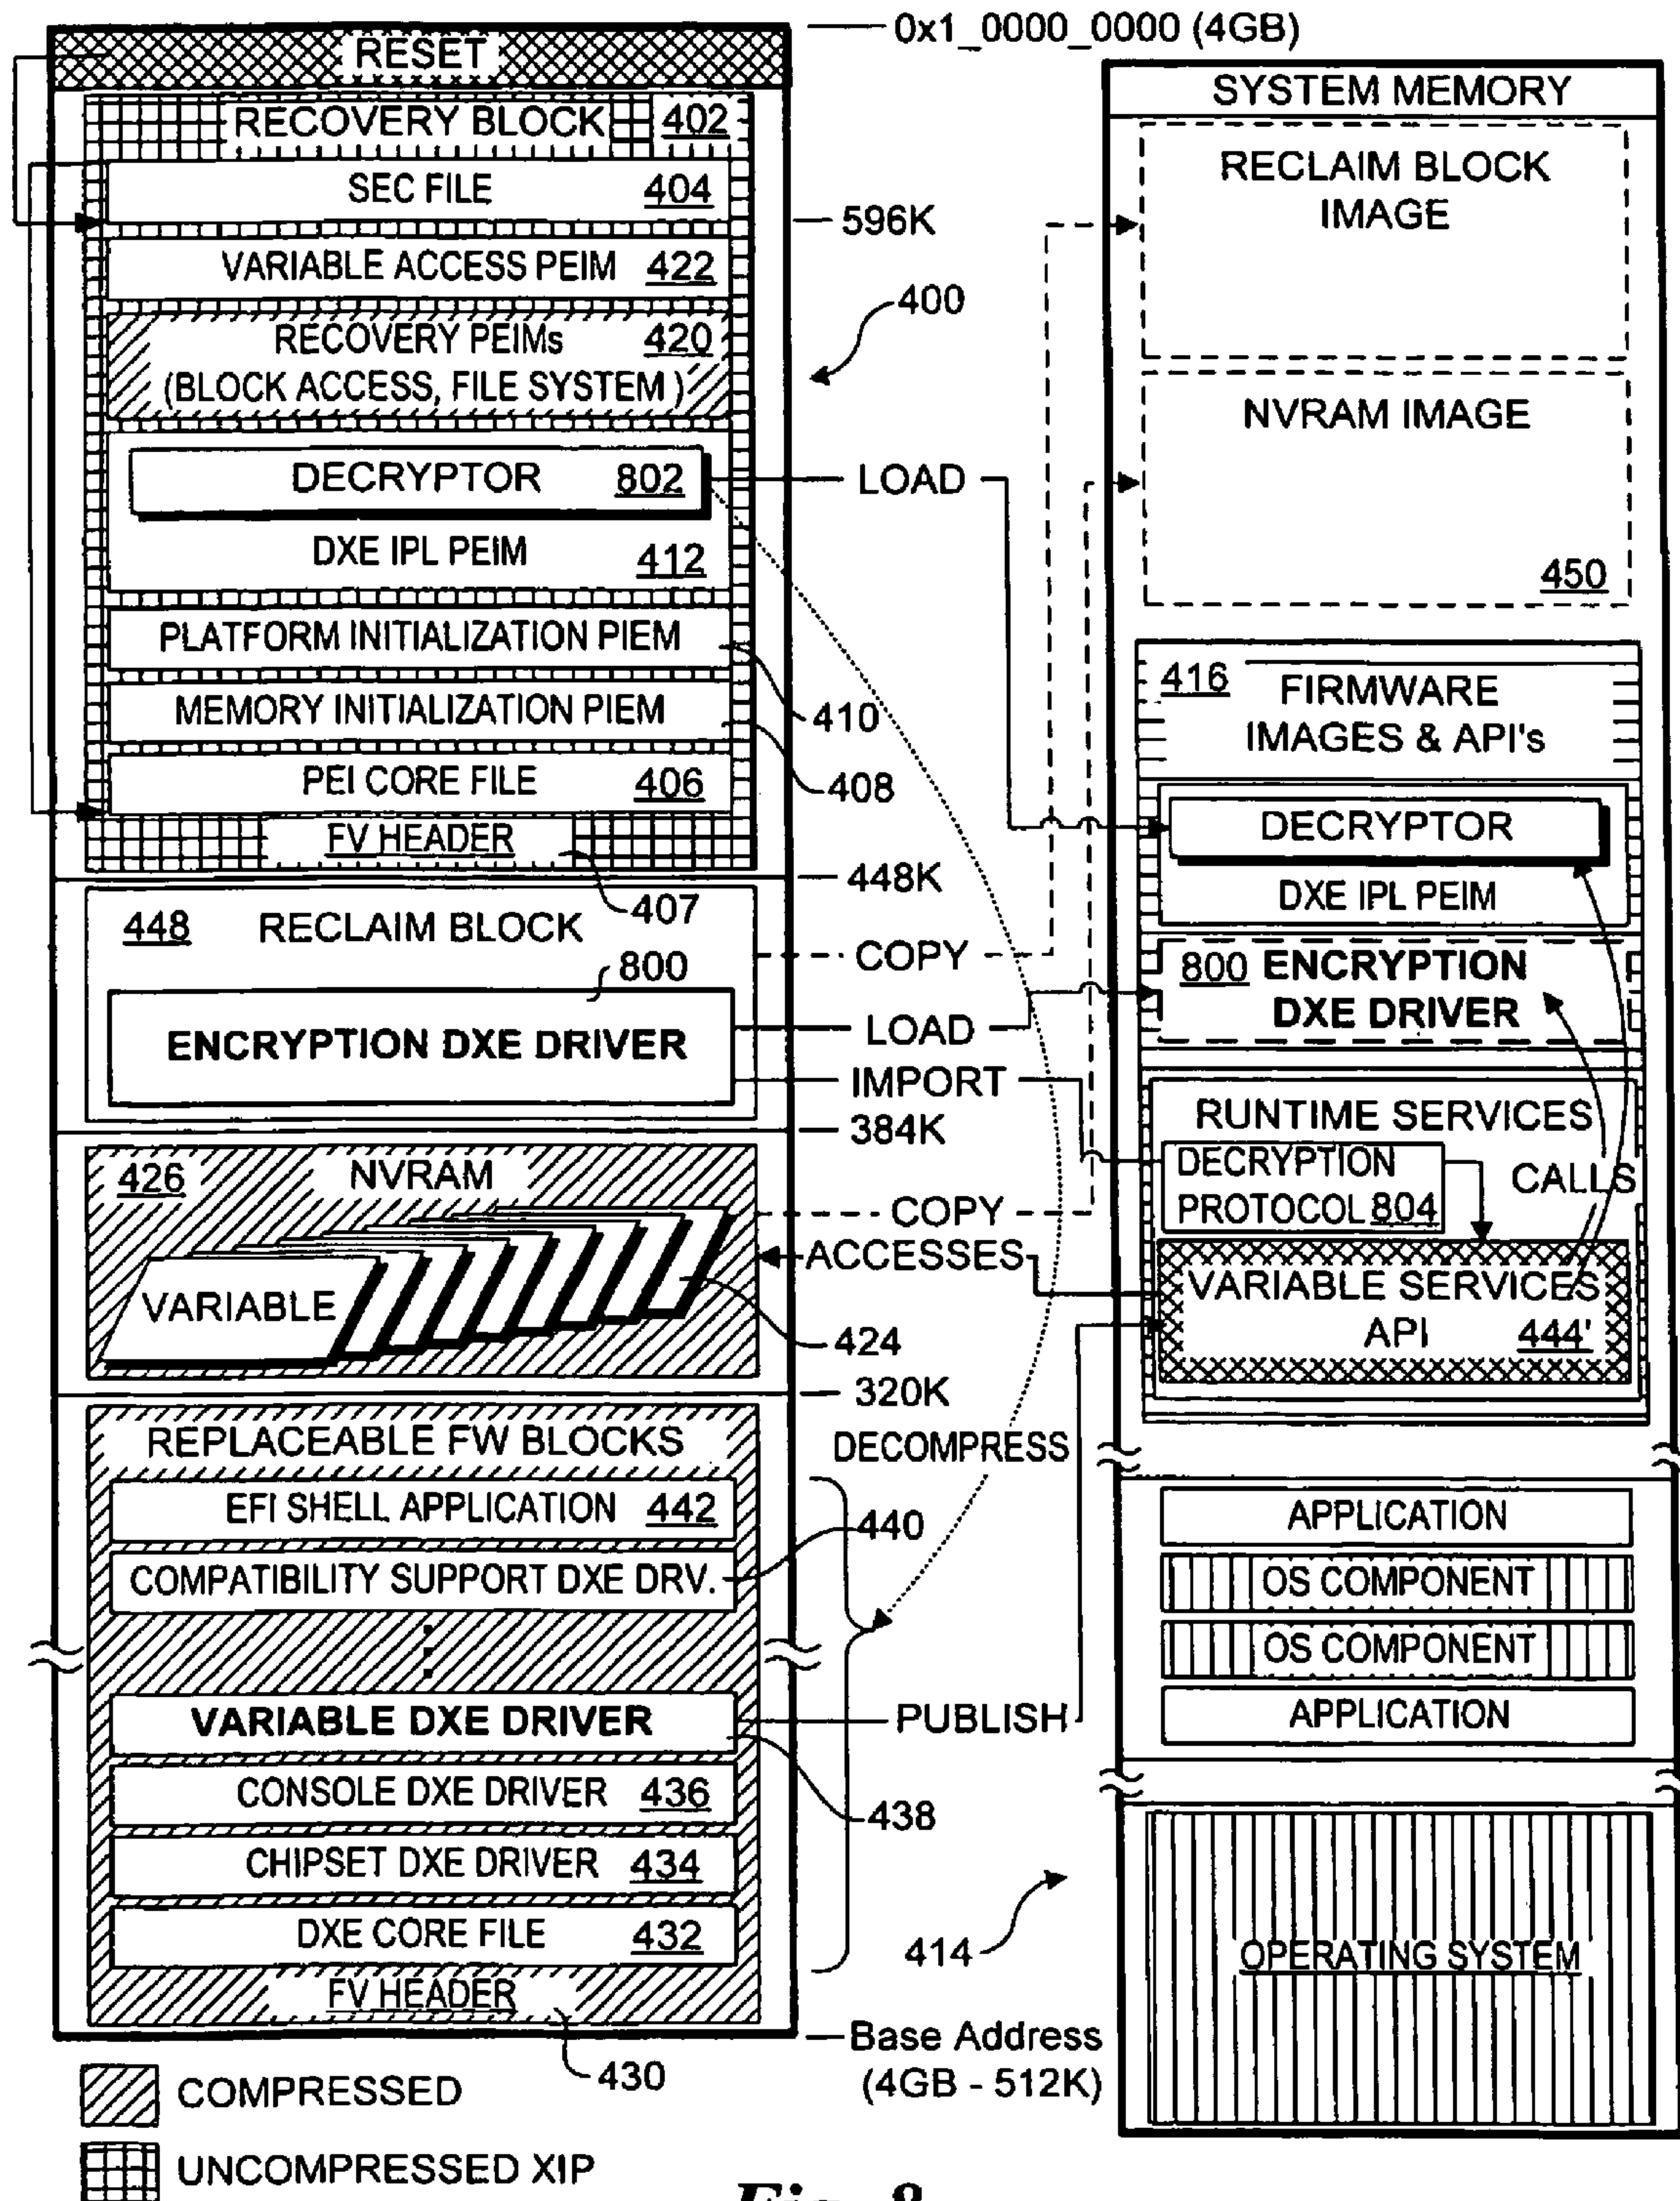 0x1_0000_0000 (4GB)
RESET
RECOVERY BLOCK 402
SEC FILE 404
596K
VARIABLE ACCESS PEIM 422
400
RECOVERY PEIMs 420
(BLOCK ACCESS, FILE SYSTEM)
DECRYPTOR 802
LOAD
DXE IPL PEIM 412
PLATFORM INITIALIZATION PIEM
410
MEMORY INITIALIZATION PIEM
408
PEI CORE FILE 406
FV HEADER
407
448K
448 RECLAIM BLOCK
COPY
800
ENCRYPTION DXE DRIVER
LOAD
IMPORT
384K
426 NVRAM
COPY
ACCESSES
VARIABLE
424
320K
REPLACEABLE FW BLOCKS
DECOMPRESS
EFI SHELL APPLICATION 442
440
COMPATIBILITY SUPPORT DXE DRV.
VARIABLE DXE DRIVER
PUBLISH
CONSOLE DXE DRIVER 436
438
CHIPSET DXE DRIVER 434
DXE CORE FILE 432
414
FV HEADER
430
Base Address
(4GB - 512K)
COMPRESSED
UNCOMPRESSED XIP
SYSTEM MEMORY
RECLAIM BLOCK
IMAGE
NVRAM IMAGE
450
416 FIRMWARE
IMAGES & API's
DECRYPTOR
DXE IPL PEIM
800 ENCRYPTION
DXE DRIVER
RUNTIME SERVICES
DECRYPTION
PROTOCOL 804
CALLS
VARIABLE SERVICES
API 444'
APPLICATION
OS COMPONENT
OS COMPONENT
APPLICATION
OPERATING SYSTEM
Fig. 8